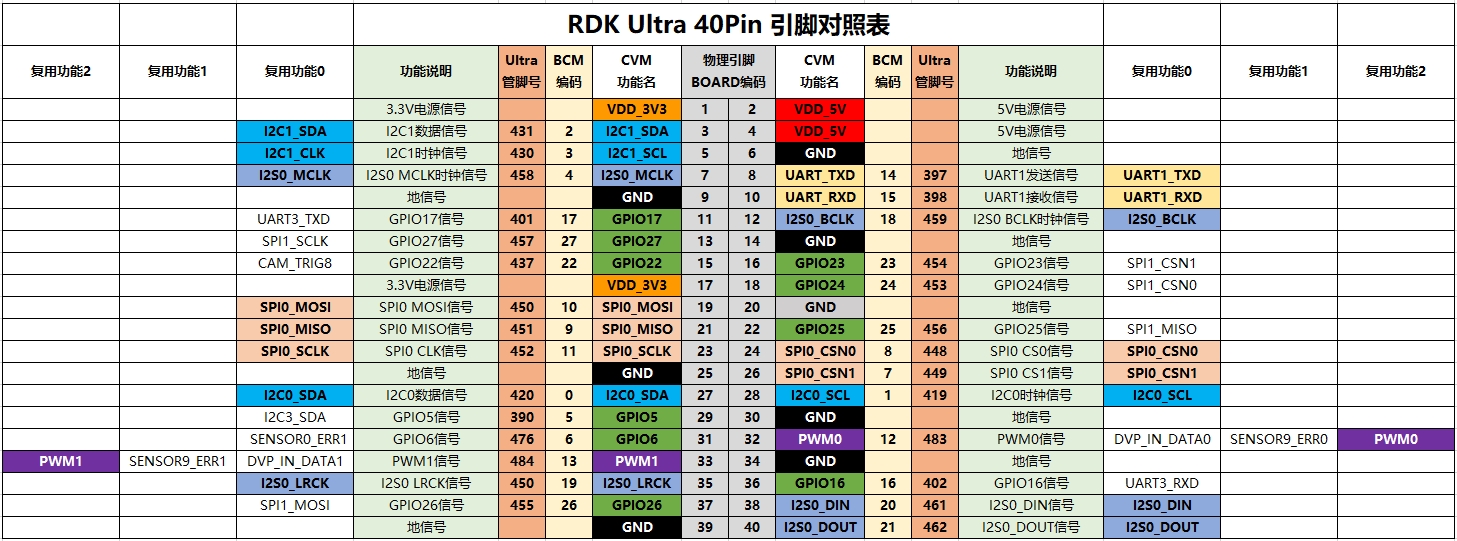 RDK Ultra 40Pin 引脚对照表
复用功能2 复用功能1 复用功能0 功能说明 Ultra 管脚号 BCM 编码 CVM 功能名 物理引脚 BOARD编码 CVM 功能名 BCM 编码 Ultra 管脚号 功能说明 复用功能0 复用功能1 复用功能2
3.3V电源信号 VDD_3V3 1 2 VDD_5V 5V电源信号
I2C1_SDA I2C1数据信号 431 2 I2C1_SDA 3 4 VDD_5V 5V电源信号
I2C1_CLK I2C1时钟信号 430 3 I2C1_SCL 5 6 GND 地信号
I2S0_MCLK I2S0 MCLK时钟信号 458 4 I2S0_MCLK 7 8 UART_TXD 14 397 UART1发送信号 UART1_TXD
地信号 GND 9 10 UART_RXD 15 398 UART1接收信号 UART1_RXD
UART3_TXD GPIO17信号 401 17 GPIO17 11 12 I2S0_BCLK 18 459 I2S0 BCLK时钟信号 I2S0_BCLK
SPI1_SCLK GPIO27信号 457 27 GPIO27 13 14 GND 地信号
CAM_TRIG8 GPIO22信号 437 22 GPIO22 15 16 GPIO23 23 454 GPIO23信号 SPI1_CSN1
3.3V电源信号 VDD_3V3 17 18 GPIO24 24 453 GPIO24信号 SPI1_CSN0
SPI0_MOSI SPI0 MOSI信号 450 10 SPI0_MOSI 19 20 GND 地信号
SPI0_MISO SPI0 MISO信号 451 9 SPI0_MISO 21 22 GPIO25 25 456 GPIO25信号 SPI1_MISO
SPI0_SCLK SPI0 CLK信号 452 11 SPI0_SCLK 23 24 SPI0_CSN0 8 448 SPI0 CS0信号 SPI0_CSN0
地信号 GND 25 26 SPI0_CSN1 7 449 SPI0 CS1信号 SPI0_CSN1
I2C0_SDA I2C0数据信号 420 0 I2C0_SDA 27 28 I2C0_SCL 1 419 I2C0时钟信号 I2C0_SCL
I2C3_SDA GPIO5信号 390 5 GPIO5 29 30 GND 地信号
SENSOR0_ERR1 GPIO6信号 476 6 GPIO6 31 32 PWM0 12 483 PWM0信号 DVP_IN_DATA0 SENSOR9_ERR0 PWM0
PWM1 SENSOR9_ERR1 DVP_IN_DATA1 PWM1信号 484 13 PWM1 33 34 GND 地信号
I2S0_LRCK I2S0 LRCK信号 450 19 I2S0_LRCK 35 36 GPIO16 16 402 GPIO16信号 UART3_RXD
SPI1_MOSI GPIO26信号 455 26 GPIO26 37 38 I2S0_DIN 20 461 I2S0_DIN信号 I2S0_DIN
地信号 GND 39 40 I2S0_DOUT 21 462 I2S0_DOUT信号 I2S0_DOUT